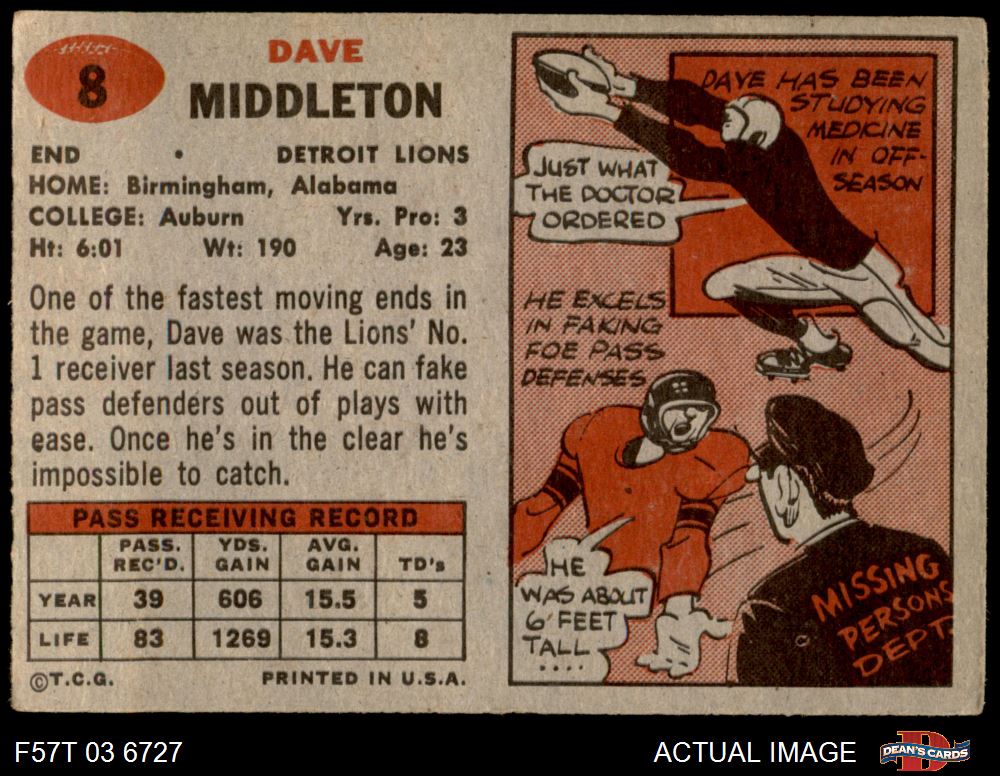 8
DAVE
MIDDLETON
END • DETROIT LIONS
HOME: Birmingham, Alabama
COLLEGE: Auburn Yrs. Pro: 3
Ht: 6:01 Wt: 190 Age: 23
One of the fastest moving ends in
the game, Dave was the Lions' No.
1 receiver last season. He can fake
pass defenders out of plays with
ease. Once he's in the clear he's
impossible to catch.
PASS RECEIVING RECORD
PASS. REC'D. YDS. GAIN AVG. GAIN TD's
YEAR 39 606 15.5 5
LIFE 83 1269 15.3 8
©T.C.G. PRINTED IN U.S.A.
DAVE HAS BEEN
STUDYING
MEDICINE
IN OFF-
SEASON
JUST WHAT
THE DOCTOR
ORDERED
HE EXCELS
IN FAKING
FOE PASS
DEFENSES
HE
WAS ABOUT
6' FEET
TALL
....
MISSING
PERSONS
DEPT.
F57T 03 6727 ACTUAL IMAGE
D
DEAN'S CARDS